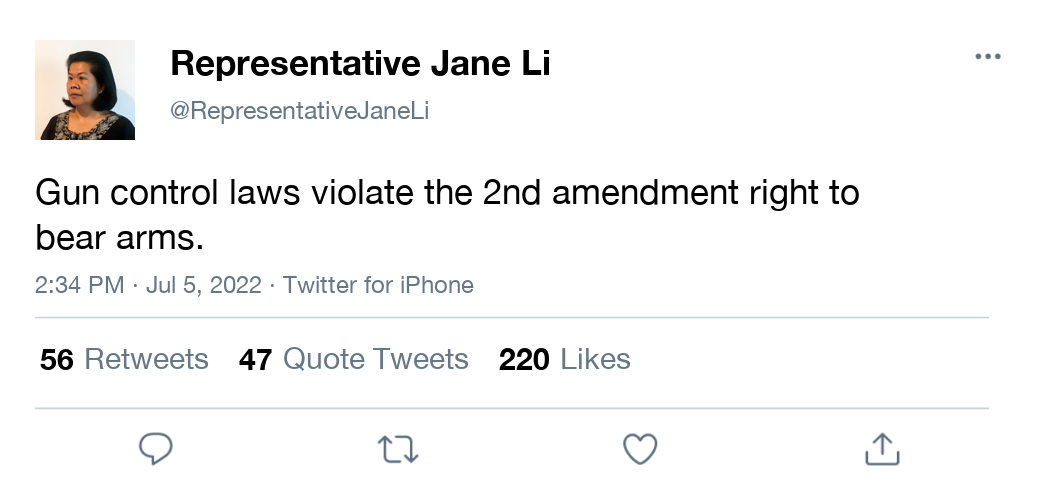 Representative Jane Li
@RepresentativeJaneLi
Gun control laws violate the 2nd amendment right to
bear arms.
2:34 PM · Jul 5, 2022 · Twitter for iPhone
56 Retweets 47 Quote Tweets 220 Likes